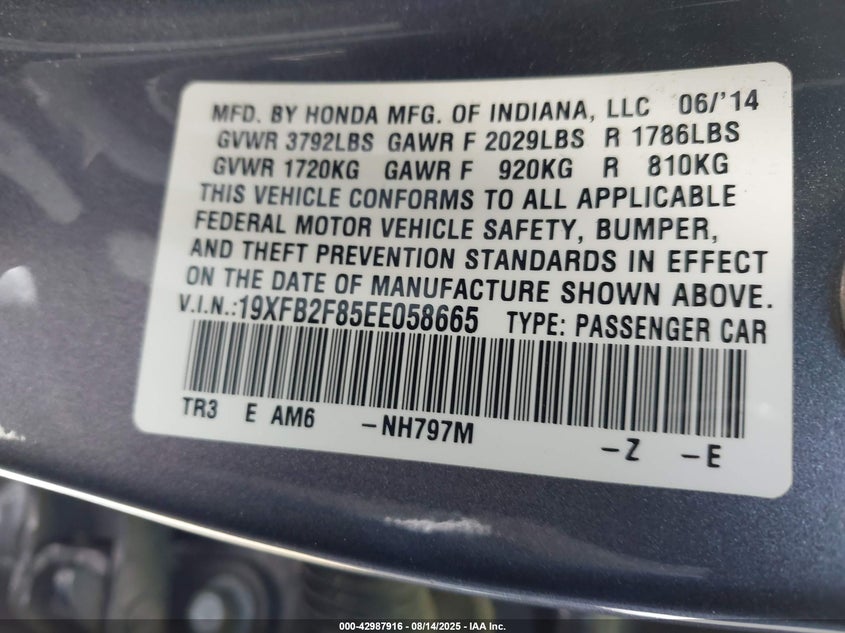 MFD. BY HONDA MFG. OF INDIANA, LLC 06/'14
GVWR 3792LBS GAWR F 2029LBS R 1786LBS
GVWR 1720KG GAWR F 920KG R 810KG
THIS VEHICLE CONFORMS TO ALL APPLICABLE
FEDERAL MOTOR VEHICLE SAFETY, BUMPER,
AND THEFT PREVENTION STANDARDS IN EFFECT
ON THE DATE OF MANUFACTURE SHOWN ABOVE.
V.I.N.:19XFB2F85EE058665 TYPE: PASSENGER CAR
TR3 E AM6 -NH797M -Z -E
000-42987916 - 08/14/2025 - IAA Inc.